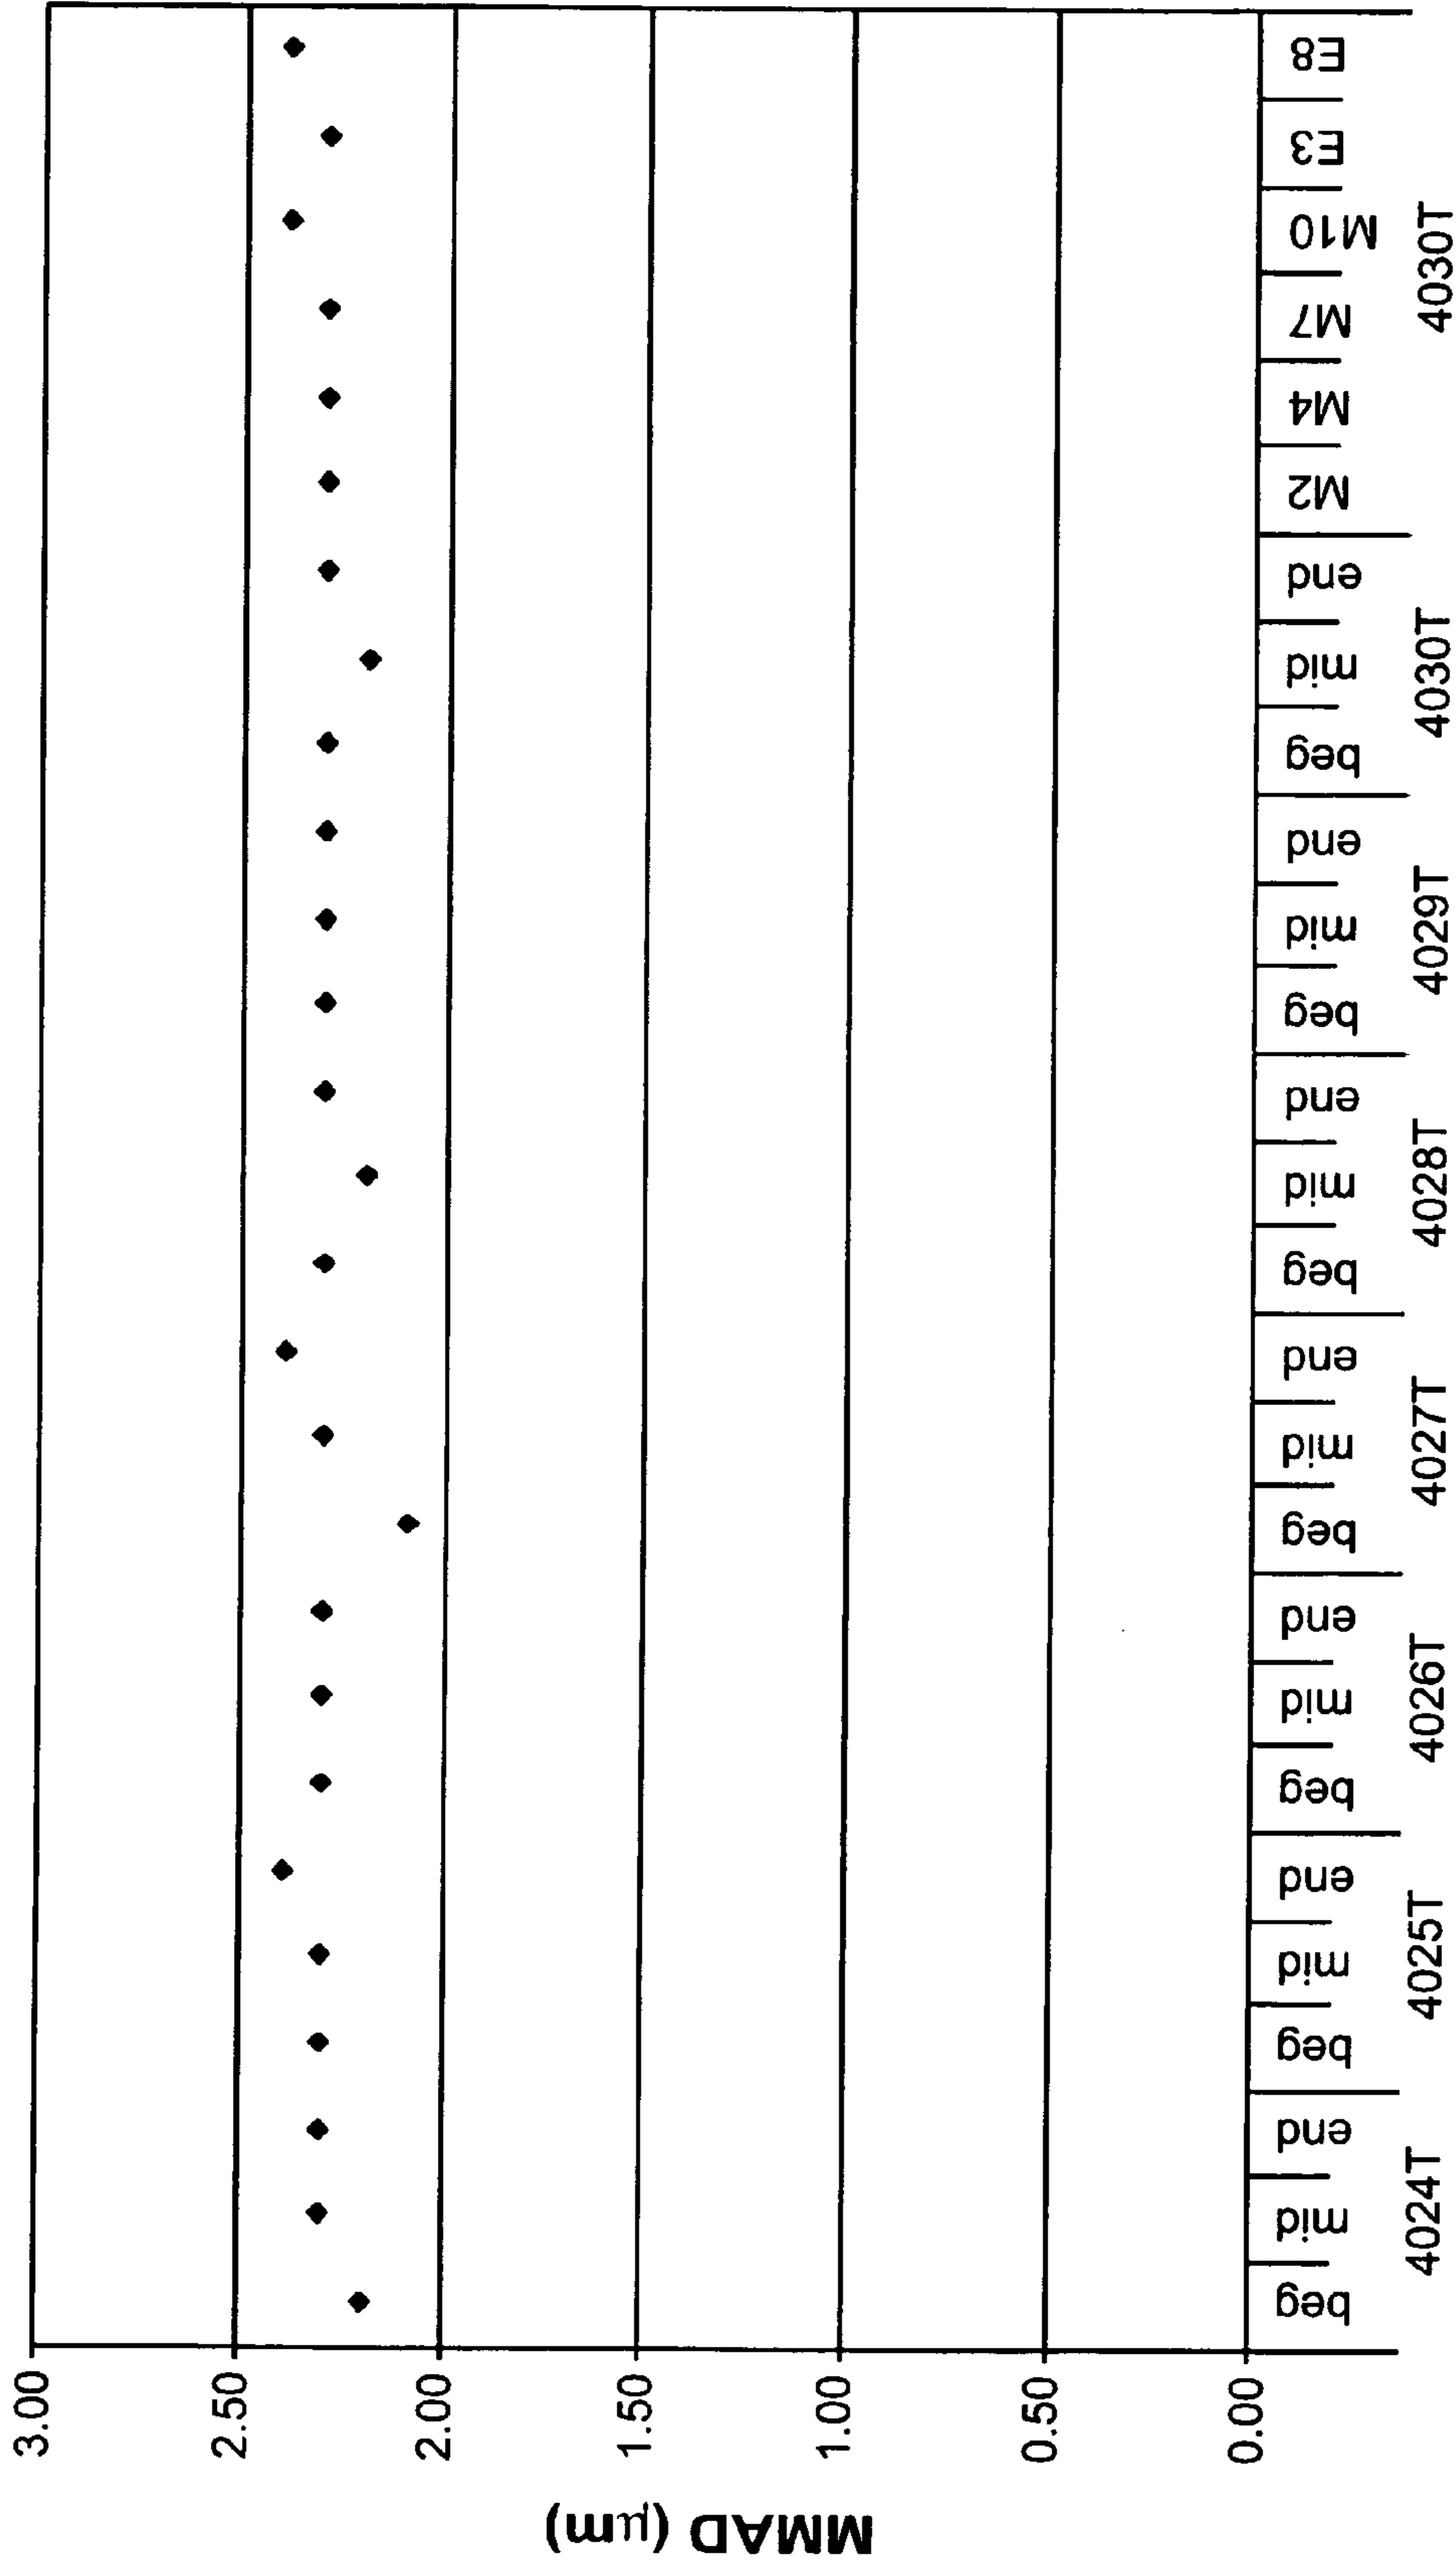 MMAD (µm)
3.00
2.50
2.00
1.50
1.00
0.50
0.00
beg mid end beg mid end beg mid end beg mid end beg mid end beg mid end beg mid end M2 M4 M7 M10 E3 E8
4024T 4025T 4026T 4027T 4028T 4029T 4030T 4030T